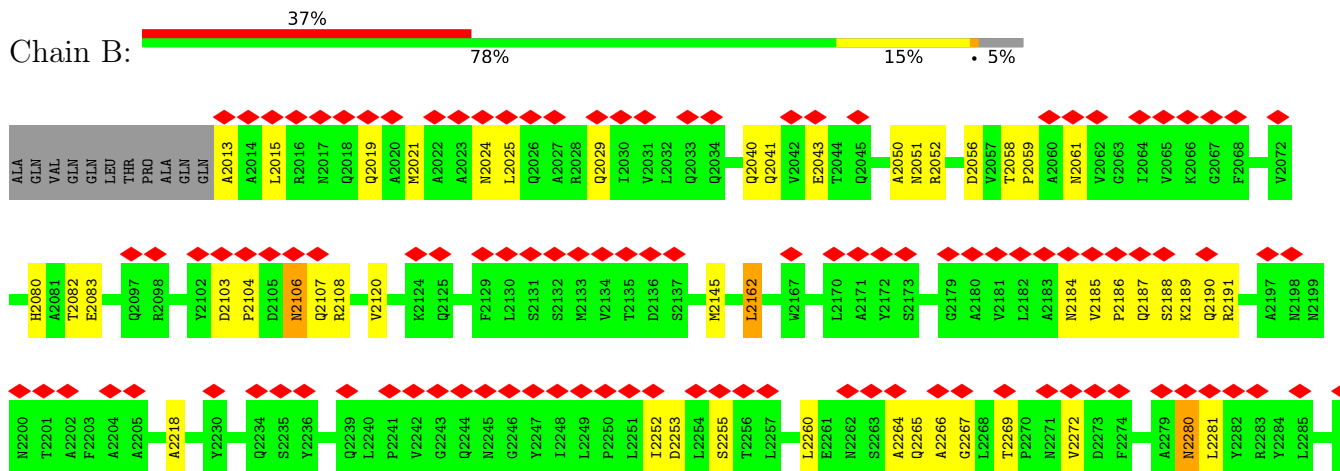 Chain B:
37%
78% 15% • 5%
ALA GLN VAL GLN GLN LEU THR PRO ALA GLN GLN A2013 A2014 L2015 R2016 N2017 Q2018 Q2019 A2020 M2021 A2022 A2023 N2024 L2025 Q2026 A2027 R2028 Q2029 I2030 V2031 L2032 Q2033 Q2034 Q2040 Q2041 V2042 E2043 T2044 Q2045 A2050 N2051 R2052 D2056 V2057 T2058 P2059 A2060 N2061 V2062 G2063 I2064 V2065 K2066 G2067 F2068 V2072
H2080 A2081 T2082 E2083 Q2097 R2098 Y2102 D2103 P2104 D2105 N2106 Q2107 R2108 V2120 K2124 Q2125 F2129 L2130 S2131 S2132 M2133 V2134 T2135 D2136 S2137 M2145 L2162 W2167 L2170 A2171 Y2172 S2173 G2179 A2180 V2181 L2182 A2183 N2184 V2185 P2186 Q2187 S2188 K2189 Q2190 R2191 A2197 N2198 N2199
N2200 T2201 A2202 F2203 A2204 A2205 A2218 Y2230 Q2234 S2235 Y2236 Q2239 L2240 P2241 V2242 G2243 Q2244 N2245 G2246 Y2247 I2248 L2249 P2250 L2251 I2252 D2253 L2254 S2255 T2256 L2257 L2260 E2261 N2262 S2263 A2264 Q2265 A2266 G2267 L2268 T2269 P2270 N2271 V2272 D2273 F2274 A2279 N2280 L2281 Y2282 R2283 Y2284 L2285